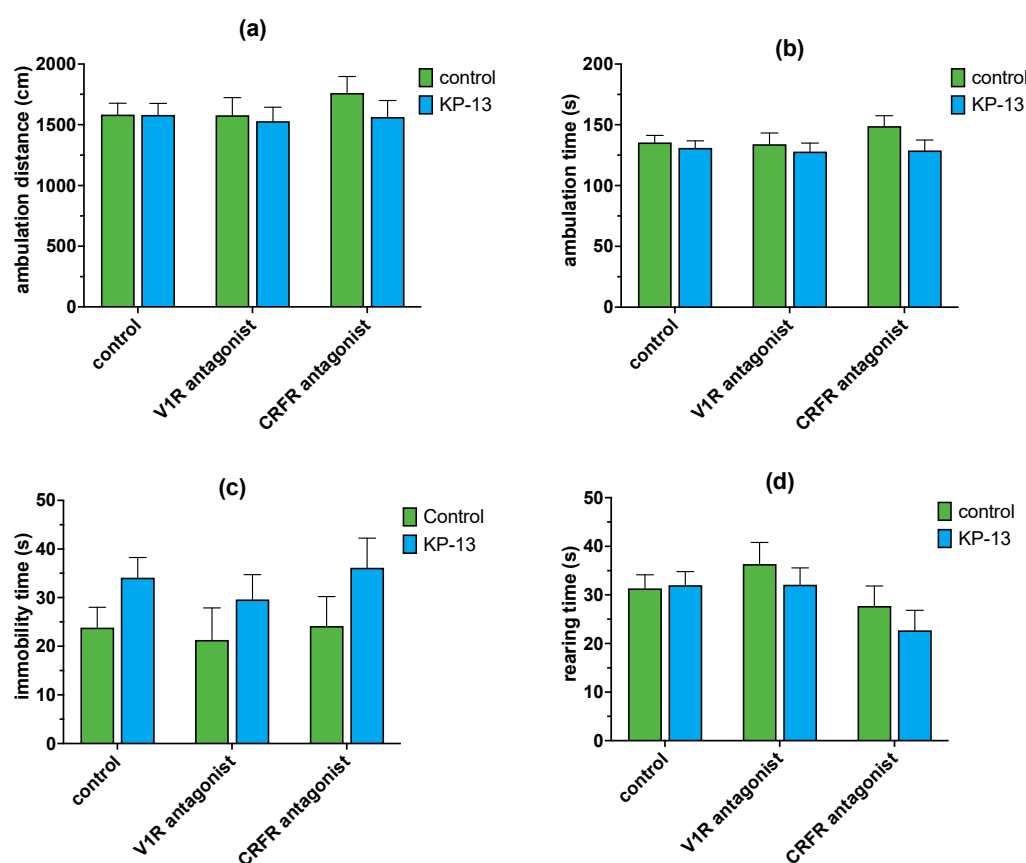 (a)
ambulation distance (cm)
2000
1500
1000
500
0
control
V1R antagonist
CRFR antagonist
control
KP-13
(b)
ambulation time (s)
200
150
100
50
0
control
V1R antagonist
CRFR antagonist
control
KP-13
(c)
immobility time (s)
50
40
30
20
10
0
control
V1R antagonist
CRFR antagonist
Control
KP-13
(d)
rearing time (s)
50
40
30
20
10
0
control
V1R antagonist
CRFR antagonist
control
KP-13